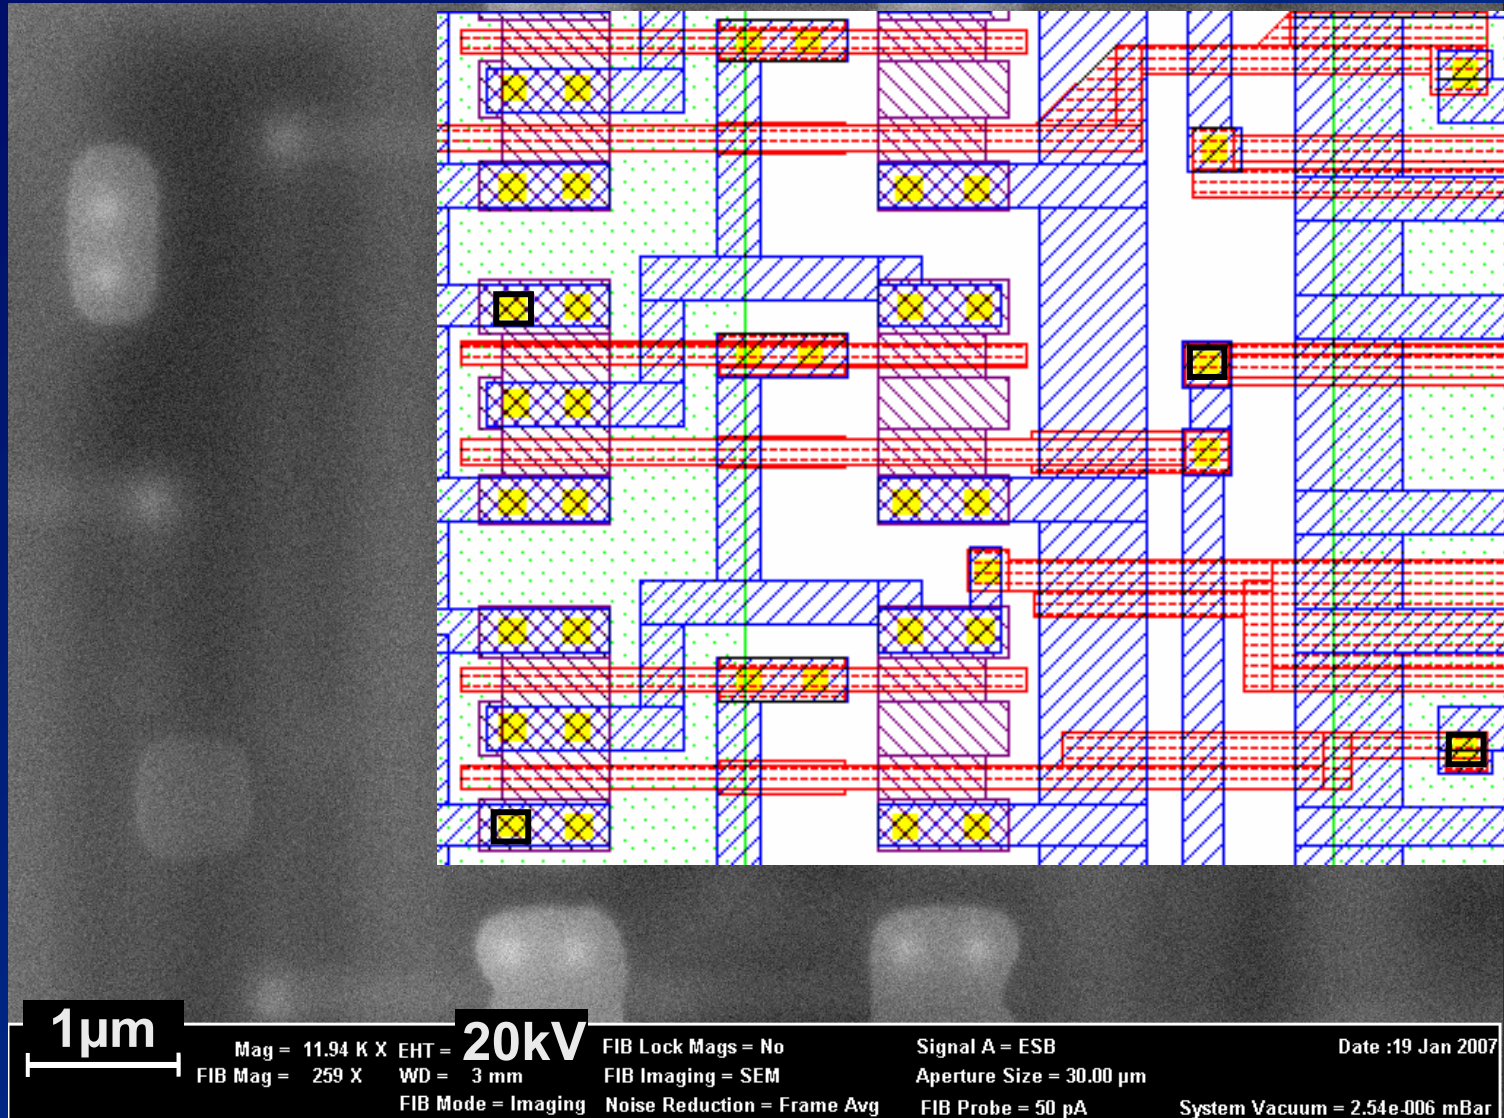 1µm
20kV
Mag = 11.94 K X EHT =
FIB Lock Mags = No
Signal A = ESB
Date :19 Jan 2007
FIB Mag = 259 X WD = 3 mm
FIB Imaging = SEM
Aperture Size = 30.00 µm
FIB Mode = Imaging
Noise Reduction = Frame Avg
FIB Probe = 50 pA
System Vacuum = 2.54e-006 mBar